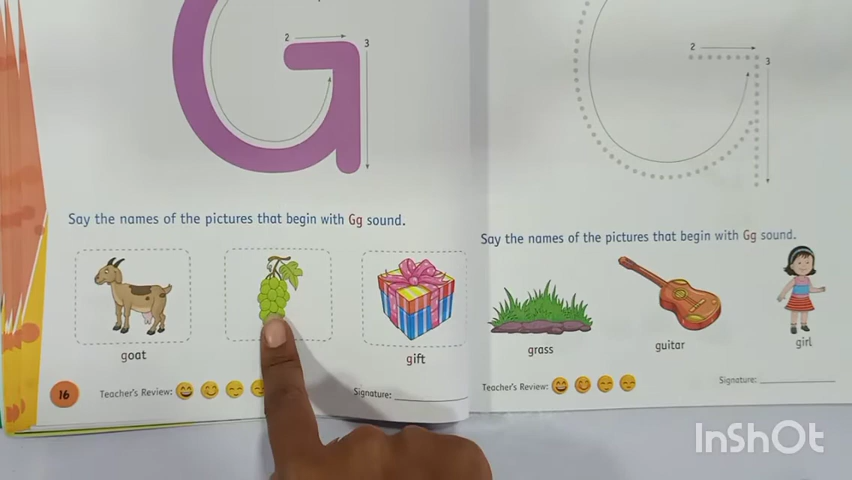 G
2
3
Say the names of the pictures that begin with Gg sound.
goat
gift
16
Teacher's Review:
Signature:
2
3
Say the names of the pictures that begin with Gg sound.
grass
guitar
girl
Teacher's Review:
Signature:
InShOt